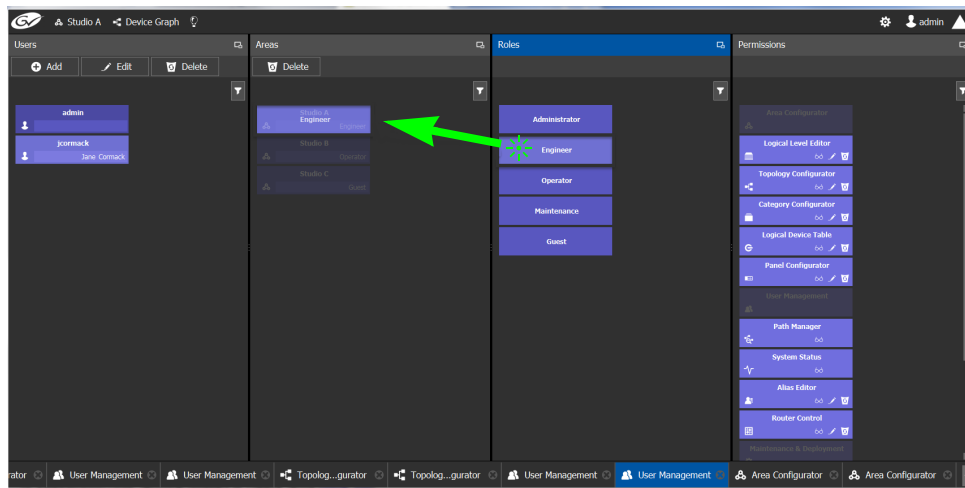 GV Studio A Device Graph admin
Users Areas Roles Permissions
Add Edit Delete Delete
admin
jcormack
Jane Cormack
Studio A
Engineer
Engineer
Studio B
Operator
Studio C
Guest
Administrator
Engineer
Operator
Maintenance
Guest
Area Configurator
Logical Level Editor
Topology Configurator
Category Configurator
Logical Device Table
Panel Configurator
User Management
Path Manager
System Status
Alias Editor
Router Control
Maintenance & Deployment
rator User Management User Management Topolog...gurator Topolog...gurator User Management User Management Area Configurator Area Configurator